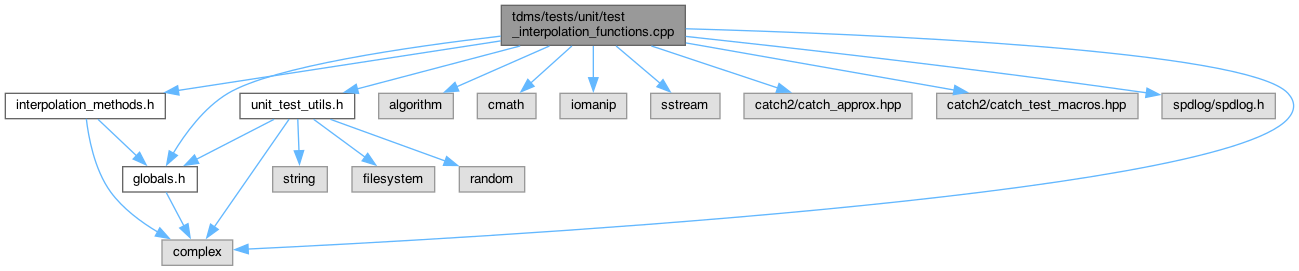 tdms/tests/unit/test
_interpolation_functions.cpp
interpolation_methods.h
unit_test_utils.h
algorithm
cmath
iomanip
sstream
catch2/catch_approx.hpp
catch2/catch_test_macros.hpp
spdlog/spdlog.h
globals.h
string
filesystem
random
complex